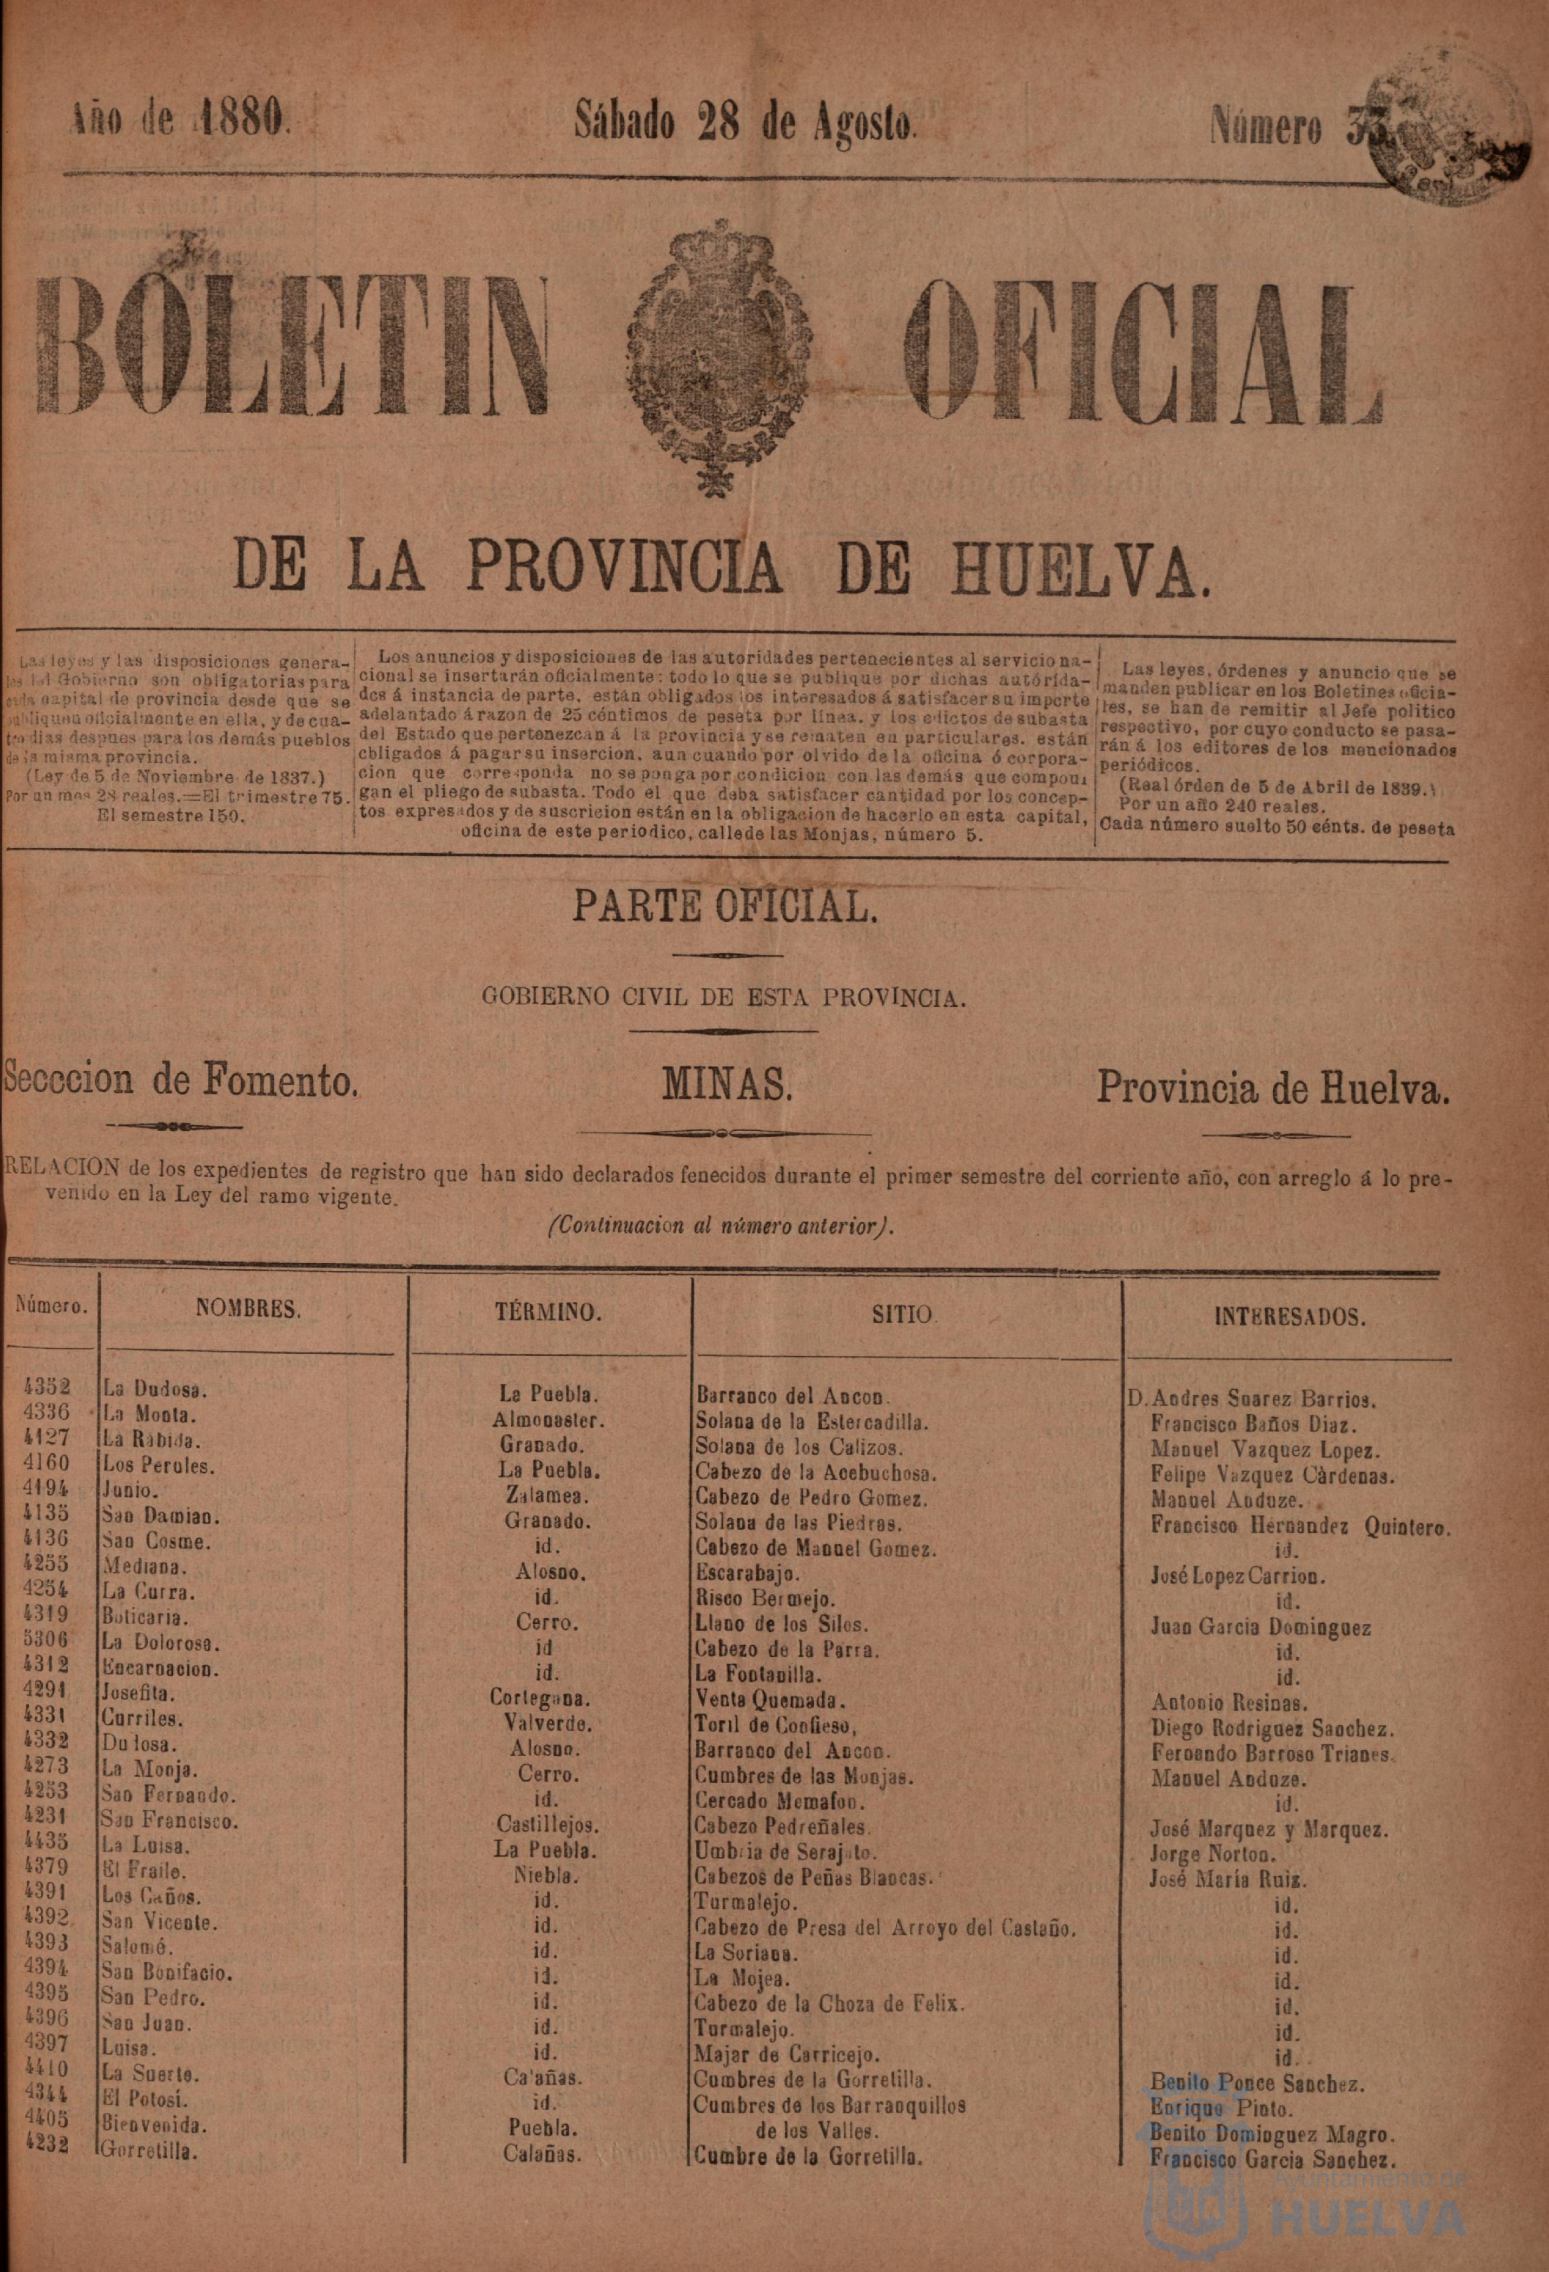 Año de 1880.
Sábado 28 de Agosto.
Número
BOLETIN OFICIAL
DE LA PROVINCIA DE HUELVA.
Las leyes y las disposiciones genera-
les del Gobierno son obligatorias para
cada capital de provincia desde que se
publiquen oficialmente en ella, y de cua-
tro dias despues para los demás pueblos
de la misma provincia.
(Ley de 5 de Noviembre de 1837.)
Por un mes 28 reales.=El trimestre 75.
El semestre 150.
Los anuncios y disposiciones de las autoridades pertenecientes al servicio na-
cional se insertarán oficialmente: todo lo que se publique por dichas autórida-
des á instancia de parte, están obligados los interesados á satisfacer su importe
adelantado á razon de 25 céntimos de peseta por línea. y los edictos de subasta
del Estado que pertenezcan á la provincia y se rematen en particulares. están
obligados á pagar su insercion, aun cuando por olvido de la oficina ó corpora-
cion que corresponda no se ponga por condicion con las demás que compon
gan el pliego de subasta. Todo el que deba satisfacer cantidad por los concep-
tos expresados y de suscricion están en la obligacion de hacerlo en esta capital,
oficina de este periodico, callede las Monjas, número 5.
Las leyes, órdenes y anuncio que se
manden publicar en los Boletines oficia-
les, se han de remitir al Jefe politico
respectivo, por cuyo conducto se pasa-
rán á los editores de los mencionados
periódicos.
(Real órden de 5 de Abril de 1839.)
Por un año 240 reales.
Cada número suelto 50 cénts. de peseta
PARTE OFICIAL.
GOBIERNO CIVIL DE ESTA PROVINCIA.
Secccion de Fomento. MINAS. Provincia de Huelva.
RELACION de los expedientes de registro que han sido declarados fenecidos durante el primer semestre del corriente año, con arreglo á lo pre-
venido en la Ley del ramo vigente.
(Continuacion al número anterior).
Número. NOMBRES. TÉRMINO. SITIO. INTERESADOS.
4352 La Dudosa. La Puebla. Barranco del Ancon. D. Andres Suarez Barrios.
4336 La Monta. Almonaster. Solana de la Estercadilla. Francisco Baños Diaz.
4127 La Rábida. Granado. Solana de los Calizos. Manuel Vazquez Lopez.
4160 Los Peroles. La Puebla. Cabezo de la Acebuchosa. Felipe Vazquez Càrdenas.
4194 Junio. Zalamea. Cabezo de Pedro Gomez. Manuel Anduze.
4135 San Damian. Granado. Solana de las Piedras. Francisco Hernandez Quintero.
4136 San Cosme. id. Cabezo de Manuel Gomez. id.
4255 Mediana. Alosno. Escarabajo. José Lopez Carrion.
4254 La Curra. id. Risco Bermejo. id.
4319 Boticaria. Cerro. Llano de los Silos. Juan Garcia Dominguez
5306 La Dolorosa. id Cabezo de la Parra. id.
4312 Encarnacion. id. La Fontanilla. id.
4291 Josefita. Cortegana. Venta Quemada. Antonio Resinas.
4331 Curriles. Valverde. Toril de Confieso, Diego Rodriguez Sanchez.
4332 Du losa. Alosno. Barranco del Ancon. Fernando Barroso Trianes.
4273 La Monja. Cerro. Cumbres de las Monjas. Manuel Anduze.
4253 San Fernando. id. Cercado Memafon. id.
4231 San Francisco. Castillejos. Cabezo Pedreñales. José Marquez y Marquez.
4435 La Luisa. La Puebla. Umbria de Serajito. Jorge Norton.
4379 El Fraile. Niebla. Cabezos de Peñas Blancas. José María Ruiz.
4391 Los Caños. id. Turmalejo. id.
4392 San Vicente. id. Cabezo de Presa del Arroyo del Castaño. id.
4393 Salomé. id. La Soriana. id.
4394 San Bonifacio. id. La Mojea. id.
4395 San Pedro. id. Cabezo de la Choza de Felix. id.
4396 San Juan. id. Turmalejo. id.
4397 Luisa. id. Majar de Carricejo. id.
4410 La Suerte. Ca'añas. Cumbres de la Gorretilla. Benito Ponce Sanchez.
4344 El Potosí. id. Cumbres de los Barranquillos Enrique Pinto.
4405 Bienvenida. Puebla. de los Valles. Benito Dominguez Magro.
4232 Gorretilla. Calañas. Cumbre de la Gorretilla. Francisco Garcia Sanchez.
Ayuntamiento de
HUELVA